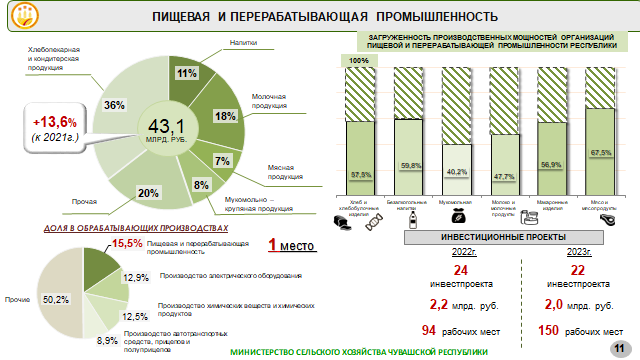 ПИЩЕВАЯ И ПЕРЕРАБАТЫВАЮЩАЯ ПРОМЫШЛЕННОСТЬ
Хлебопекарная
и кондитерская
продукция
Напитки
11%
Молочная
продукция
18%
Мясная
продукция
7%
Мукомольно –
крупяная продукция
8%
Прочая
20%
36%
43,1
МЛРД. РУБ.
+13,6%
(к 2021г.)
ЗАГРУЖЕННОСТЬ ПРОИЗВОДСТВЕННЫХ МОЩНОСТЕЙ ОРГАНИЗАЦИЙ
ПИЩЕВОЙ И ПЕРЕРАБАТЫВАЮЩЕЙ ПРОМЫШЛЕННОСТИ РЕСПУБЛИКИ
100%
57,5%
59,8%
40,2%
47,7%
56,9%
67,5%
Хлеб и
хлебобулочные
изделия
Безалкогольные
напитки
Мукомольная
Молоко и
молочные
продукты
Макаронные
изделия
Мясо и
мясопродукты
ДОЛЯ В ОБРАБАТЫВАЮЩИХ ПРОИЗВОДСТВАХ
15,5%
Пищевая и перерабатывающая
промышленность
1 место
12,9%
Производство электрического оборудования
12,5%
Производство химических веществ и химических
продуктов
8,9%
Производство автотранспортных
средств, прицепов и
полуприцепов
Прочие
50,2%
ИНВЕСТИЦИОННЫЕ ПРОЕКТЫ
2022г.
24
инвестпроекта
2,2 млрд. руб.
94 рабочих мест
2023г.
22
инвестпроекта
2,0 млрд. руб.
150 рабочих мест
МИНИСТЕРСТВО СЕЛЬСКОГО ХОЗЯЙСТВА ЧУВАШСКОЙ РЕСПУБЛИКИ
11